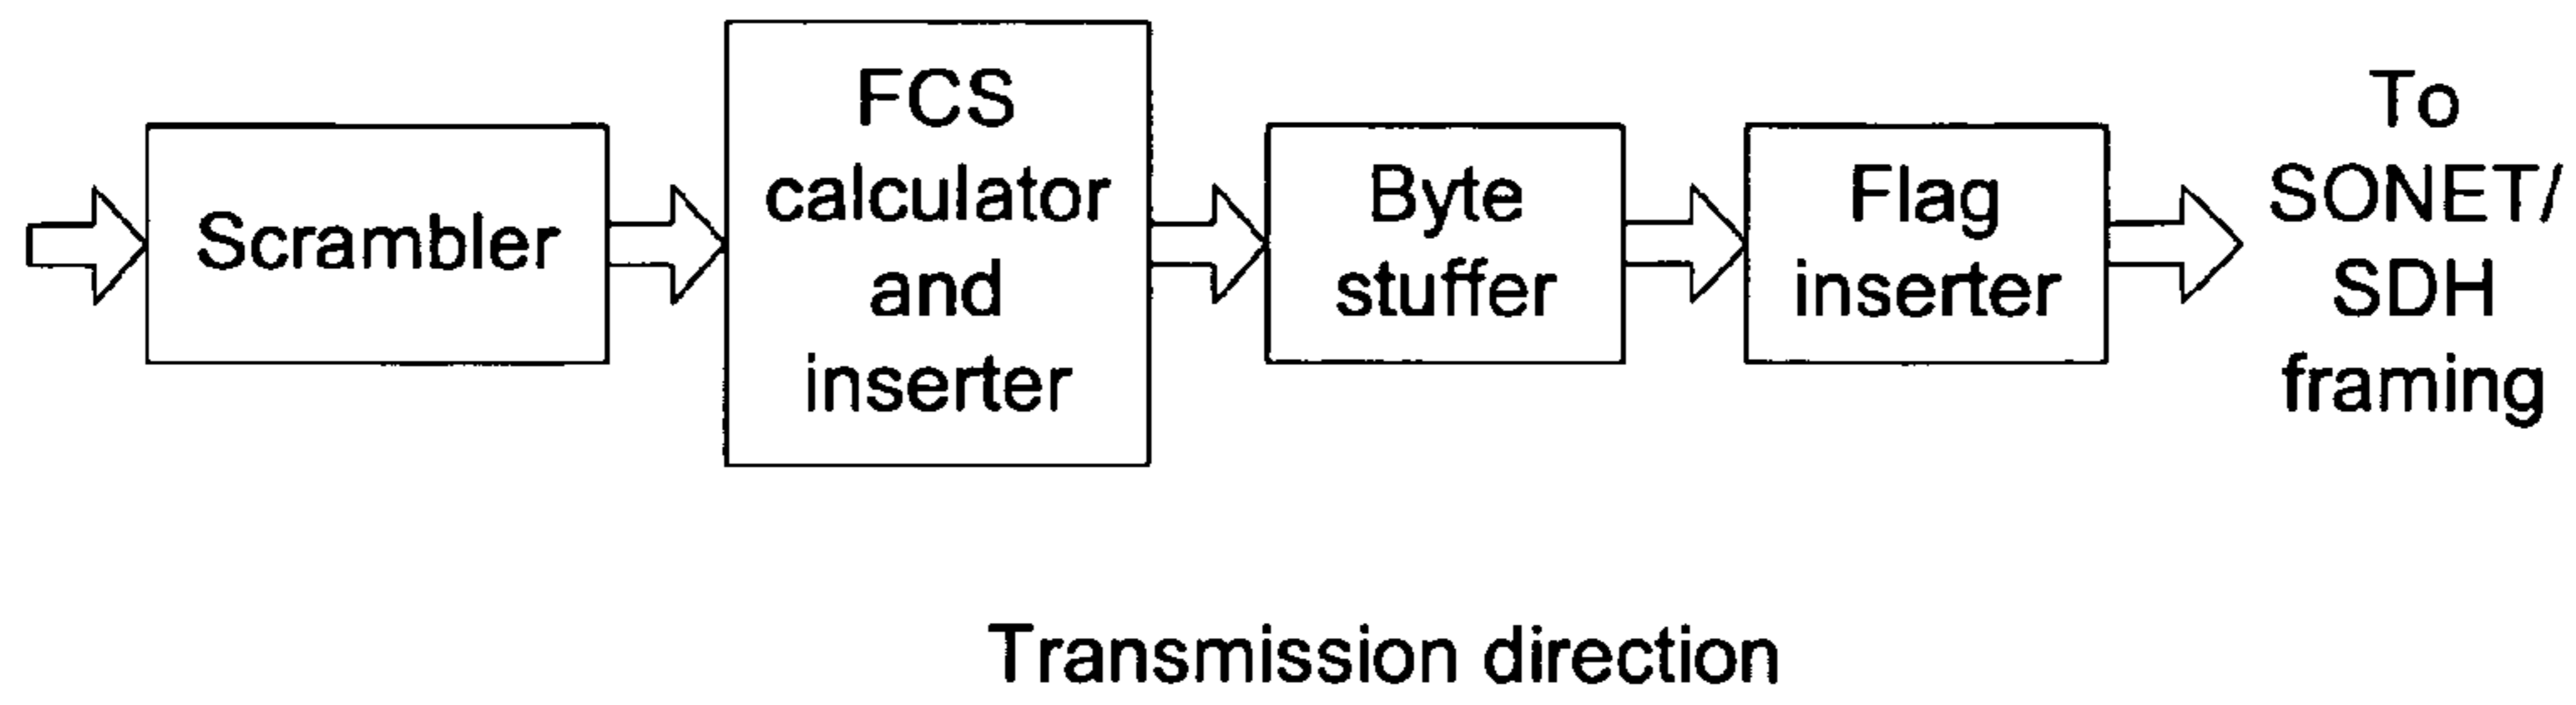 Scrambler
FCS
calculator
and
inserter
Byte
stuffer
Flag
inserter
To
SONET/
SDH
framing
Transmission direction